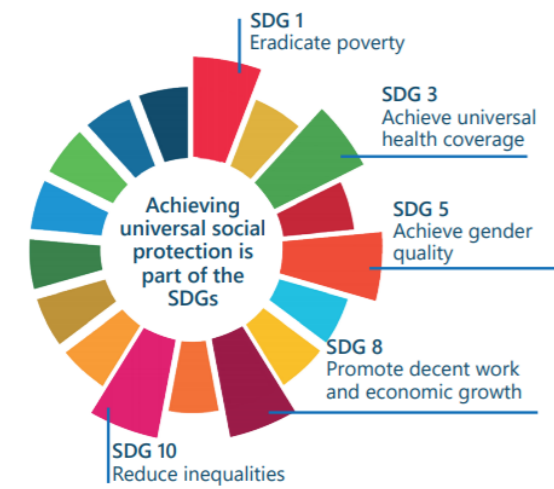 SDG 1
Eradicate poverty
SDG 3
Achieve universal
health coverage
Achieving
universal social
protection is
part of the
SDGs
SDG 5
Achieve gender
quality
SDG 8
Promote decent work
and economic growth
SDG 10
Reduce inequalities